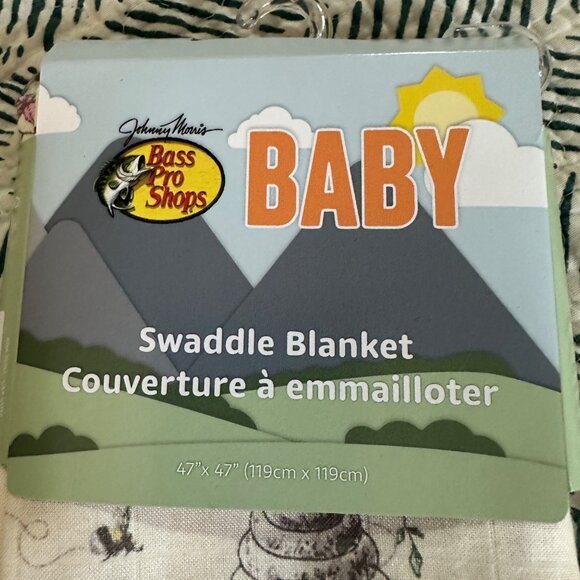 Johnny Morris
Bass
Pro
Shops
BABY
Swaddle Blanket
Couverture à emmailloter
47"x 47" (119cm x 119cm)